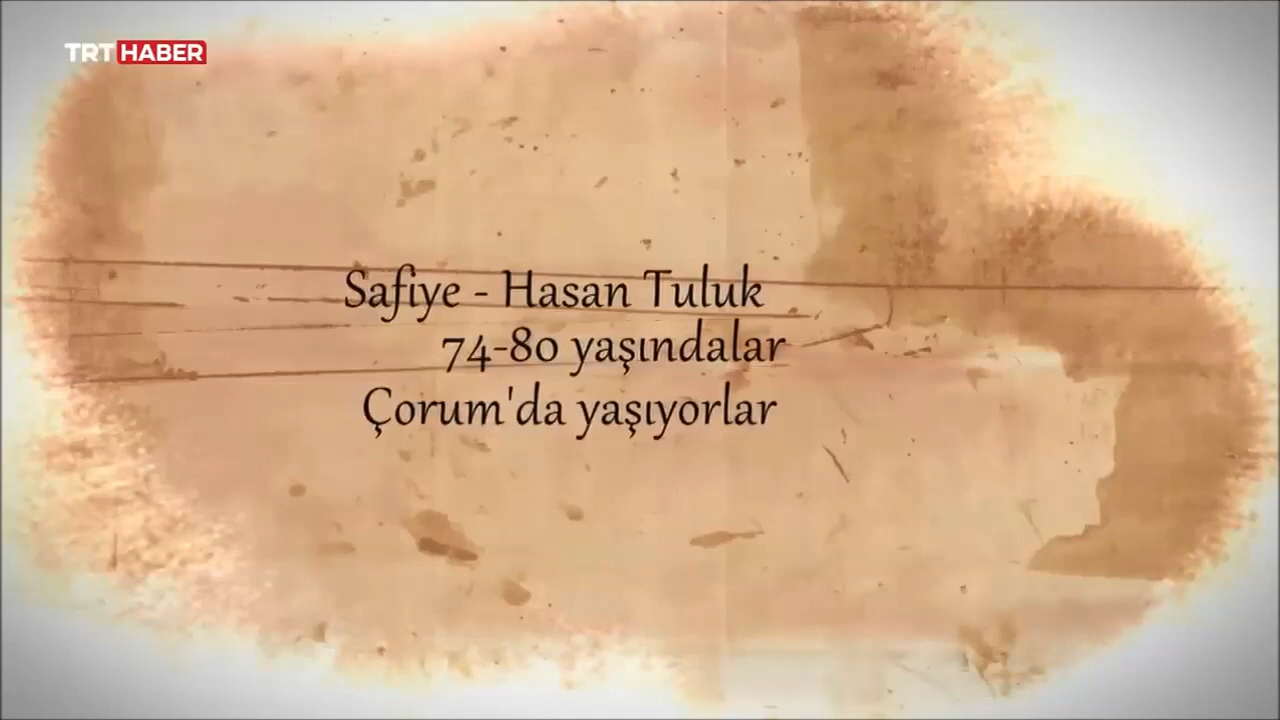 TRT HABER
Safiye - Hasan Tuluk
74-80 yaşındalar
Çorum'da yaşıyorlar